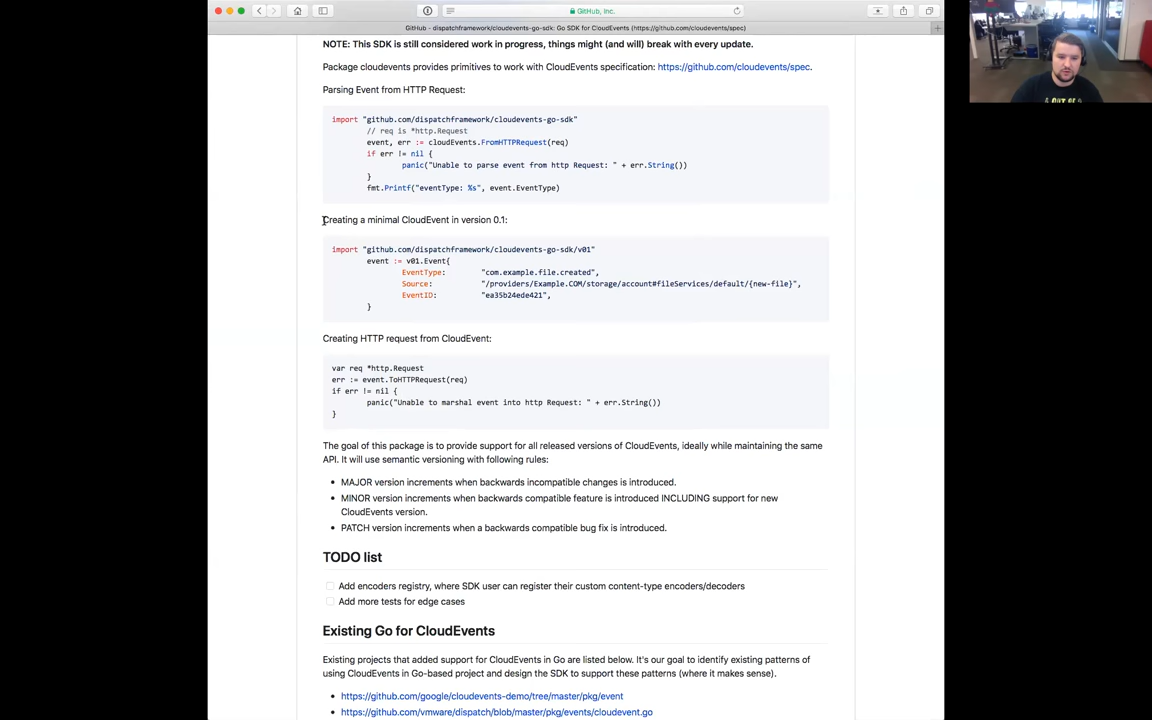 GitHub, Inc.
GitHub - dispatchframework/cloudevents-go-sdk: Go SDK for CloudEvents (https://github.com/cloudevents/spec)
NOTE: This SDK is still considered work in progress, things might (and will) break with every update.
Package cloudevents provides primitives to work with CloudEvents specification: https://github.com/cloudevents/spec.
Parsing Event from HTTP Request:
import "github.com/dispatchframework/cloudevents-go-sdk"
// req is *http.Request
event, err := cloudEvents.FromHTTPRequest(req)
if err != nil {
panic("Unable to parse event from http Request: " + err.String())
}
fmt.Printf("eventType: %s", event.EventType)
Creating a minimal CloudEvent in version 0.1:
import "github.com/dispatchframework/cloudevents-go-sdk/v01"
event := v01.Event{
EventType: "com.example.file.created",
Source: "/providers/Example.COM/storage/account#fileServices/default/{new-file}",
EventID: "ea35b24ede421",
}
Creating HTTP request from CloudEvent:
var req *http.Request
err := event.ToHTTPRequest(req)
if err != nil {
panic("Unable to marshal event into http Request: " + err.String())
}
The goal of this package is to provide support for all released versions of CloudEvents, ideally while maintaining the same
API. It will use semantic versioning with following rules:
• MAJOR version increments when backwards incompatible changes is introduced.
• MINOR version increments when backwards compatible feature is introduced INCLUDING support for new
CloudEvents version.
• PATCH version increments when a backwards compatible bug fix is introduced.
TODO list
Add encoders registry, where SDK user can register their custom content-type encoders/decoders
Add more tests for edge cases
Existing Go for CloudEvents
Existing projects that added support for CloudEvents in Go are listed below. It's our goal to identify existing patterns of
using CloudEvents in Go-based project and design the SDK to support these patterns (where it makes sense).
• https://github.com/google/cloudevents-demo/tree/master/pkg/event
• https://github.com/vmware/dispatch/blob/master/pkg/events/cloudevent.go